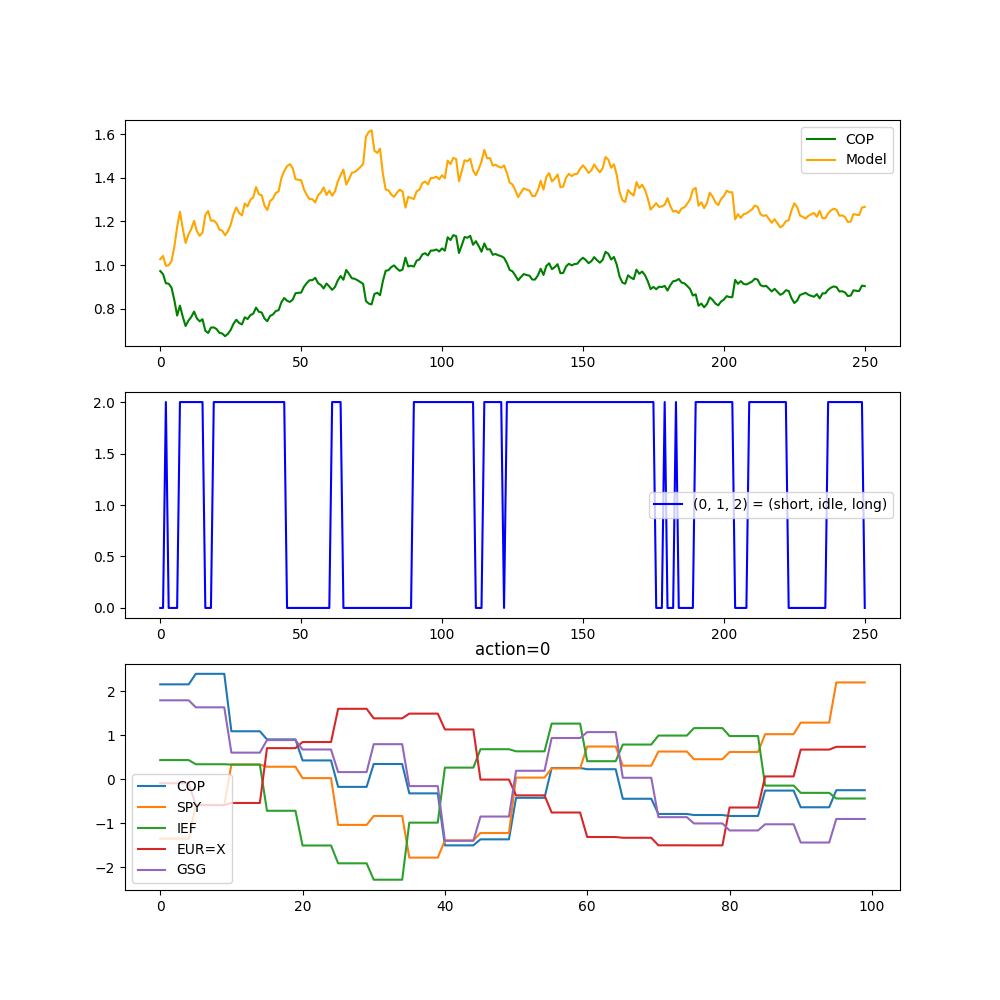 1.6
1.4
1.2
1.0
0.8
COP
Model
0 50 100 150 200 250
2.0
1.5
1.0
0.5
0.0
(0, 1, 2) = (short, idle, long)
0 50 100 150 200 250
action=0
2
1
0
−1
−2
COP
SPY
IEF
EUR=X
GSG
0 20 40 60 80 100